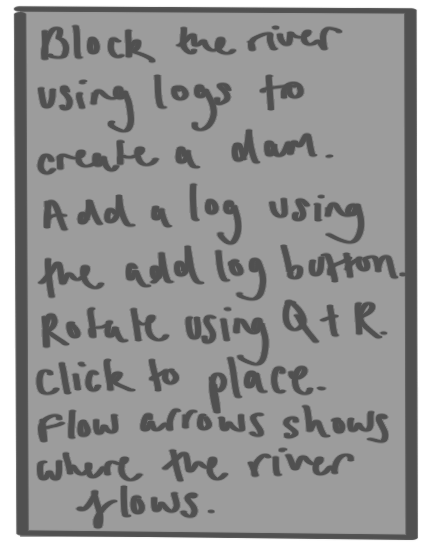 Block the river
using logs to
create a dam.
Add a log using
the add log button.
Rotate using Q + R.
Click to place.
Flow arrows shows
where the river
flows.